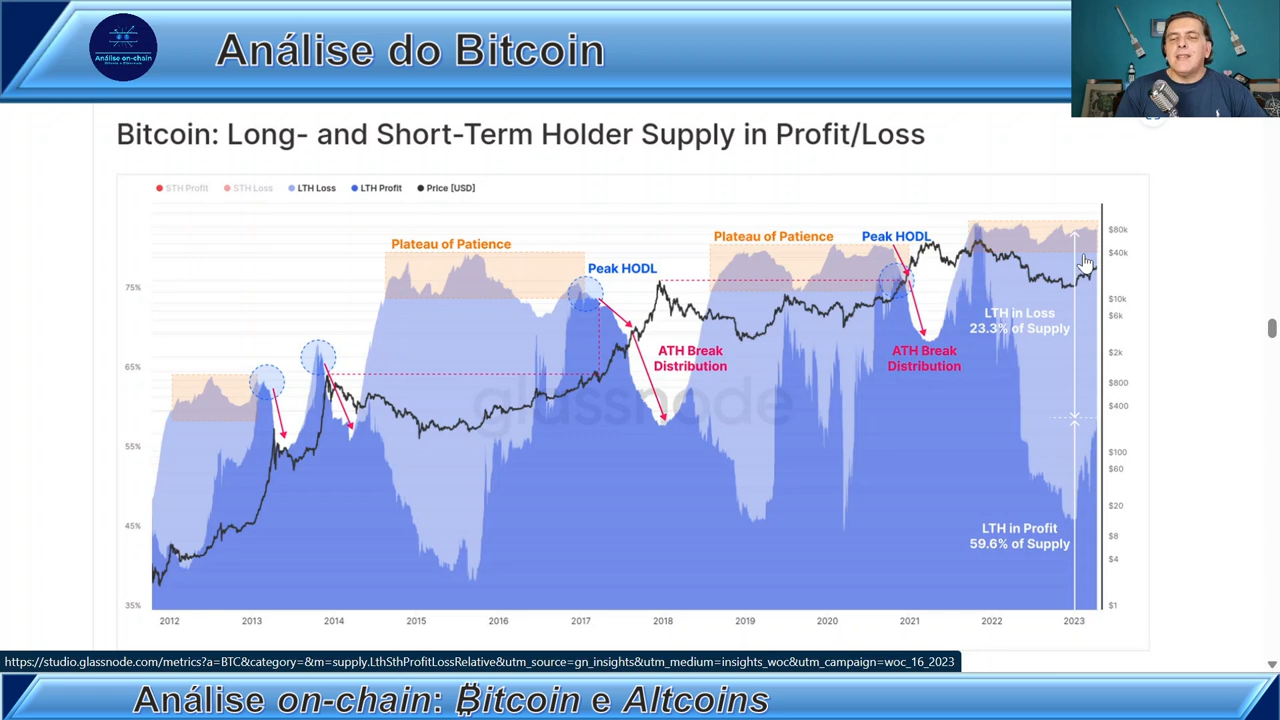 Análise do Bitcoin
Análise on-chain
Bitcoin: Long- and Short-Term Holder Supply in Profit/Loss
STH Profit STH Loss LTH Loss LTH Profit Price [USD]
Plateau of Patience
Peak HODL
Plateau of Patience
Peak HODL
ATH Break
Distribution
ATH Break
Distribution
LTH in Loss
23.3% of Supply
LTH in Profit
59.6% of Supply
glassnode
75%
65%
55%
45%
35%
$80k
$40k
$10k
$6k
$2k
$800
$400
$100
$60
$20
$8
$4
$1
2012 2013 2014 2015 2016 2017 2018 2019 2020 2021 2022 2023
https://studio.glassnode.com/metrics?a=BTC&category=&m=supply.LthSthProfitLossRelative&utm_source=gn_insights&utm_medium=insights_woc&utm_campaign=woc_16_2023
Análise on-chain: ₿itcoin e Altcoins